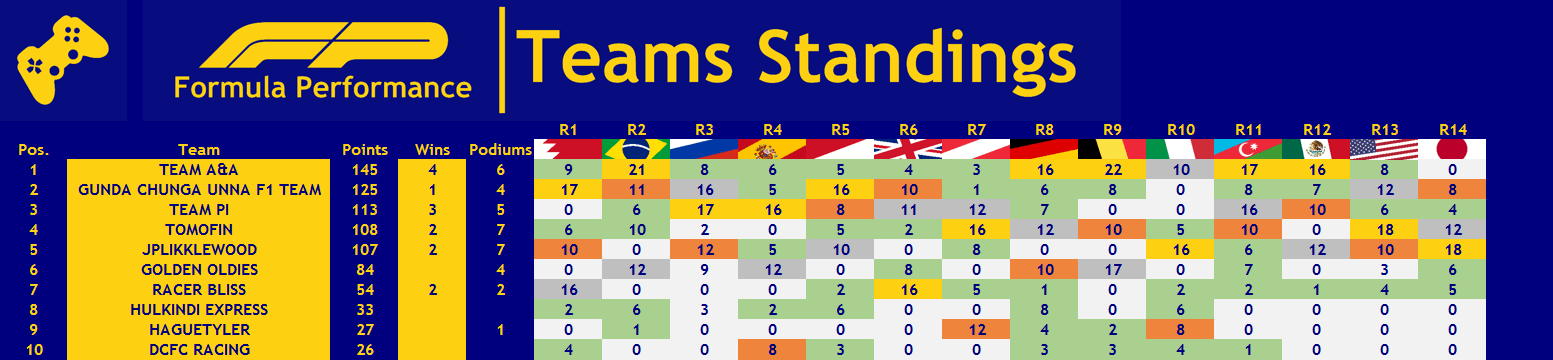 Teams Standings
Formula Performance
R1 R2 R3 R4 R5 R6 R7 R8 R9 R10 R11 R12 R13 R14
Pos. Team Points Wins Podiums
1 TEAM A&A 145 4 6 9 21 8 6 5 4 3 16 22 10 17 16 8 0
2 GUNDA CHUNGA UNNA F1 TEAM 125 1 4 17 11 16 5 16 10 1 6 8 0 8 7 12 8
3 TEAM PI 113 3 5 0 6 17 16 8 11 12 7 0 0 16 10 6 4
4 TOMOFIN 108 2 7 6 10 2 0 5 2 16 12 10 5 10 0 18 12
5 JPLIKKLEWOOD 107 2 7 10 0 12 5 10 0 8 0 0 16 6 12 10 18
6 GOLDEN OLDIES 84 4 0 12 9 12 0 8 0 10 17 0 7 0 3 6
7 RACER BLISS 54 2 2 16 0 0 0 2 16 5 1 0 2 2 1 4 5
8 HULKINDI EXPRESS 33 2 6 3 2 6 0 0 8 0 6 0 0 0 0
9 HAGUETYLER 27 1 0 1 0 0 0 0 12 4 2 8 0 0 0 0
10 DCFC RACING 26 4 0 0 8 3 0 0 3 3 4 1 0 0 0